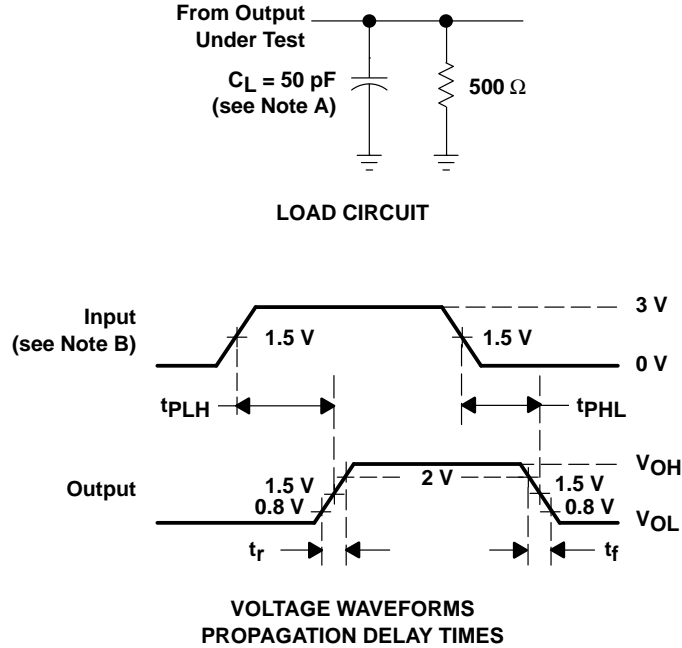 From Output
Under Test
CL = 50 pF
(see Note A)
500 Ω
LOAD CIRCUIT
Input
(see Note B)
1.5 V
1.5 V
3 V
0 V
tPLH
tPHL
Output
1.5 V
0.8 V
2 V
1.5 V
0.8 V
VOH
VOL
tr
tf
VOLTAGE WAVEFORMS
PROPAGATION DELAY TIMES